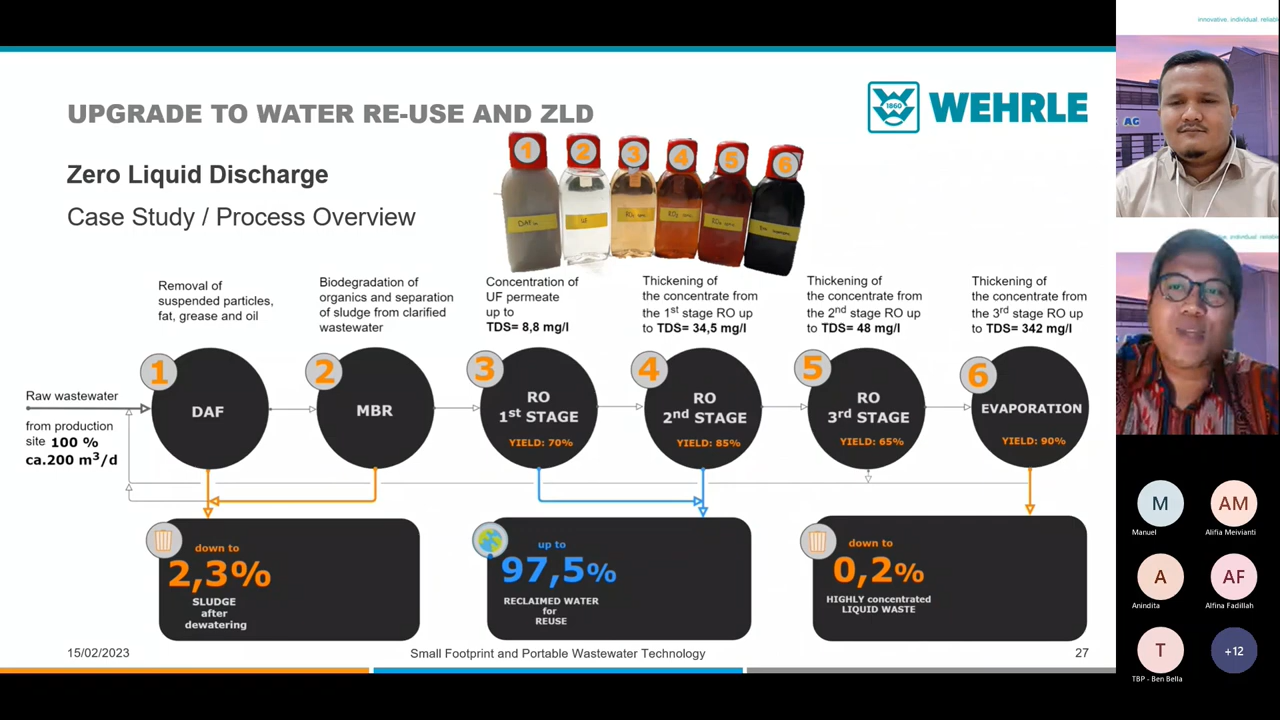 UPGRADE TO WATER RE-USE AND ZLD
1860
WEHRLE
Zero Liquid Discharge
Case Study / Process Overview
1
2
3
4
5
6
Removal of
suspended particles,
fat, grease and oil
Biodegradation of
organics and separation
of sludge from clarified
wastewater
Concentration of
UF permeate
up to
TDS= 8,8 mg/l
Thickening of
the concentrate from
the 1st stage RO up
to TDS= 34,5 mg/l
Thickening of
the concentrate from
the 2nd stage RO up
to TDS= 48 mg/l
Thickening of
the concentrate from
the 3rd stage RO up
to TDS= 342 mg/l
Raw wastewater
from production
site 100 %
ca.200 m3/d
1
DAF
2
MBR
3
RO
1st STAGE
YIELD: 70%
4
RO
2nd STAGE
YIELD: 85%
5
RO
3rd STAGE
YIELD: 65%
6
EVAPORATION
YIELD: 90%
down to
2,3%
SLUDGE
after
dewatering
up to
97,5%
RECLAIMED WATER
for
REUSE
down to
0,2%
HIGHLY concentrated
LIQUID WASTE
15/02/2023
Small Footprint and Portable Wastewater Technology
27
innovative. individual. reliabl
AG
individual. reliabl
M
Manuel
AM
Alifia Meivianti
A
Anindita
AF
Alfina Fadillah
T
TBP - Ben Bella
+12